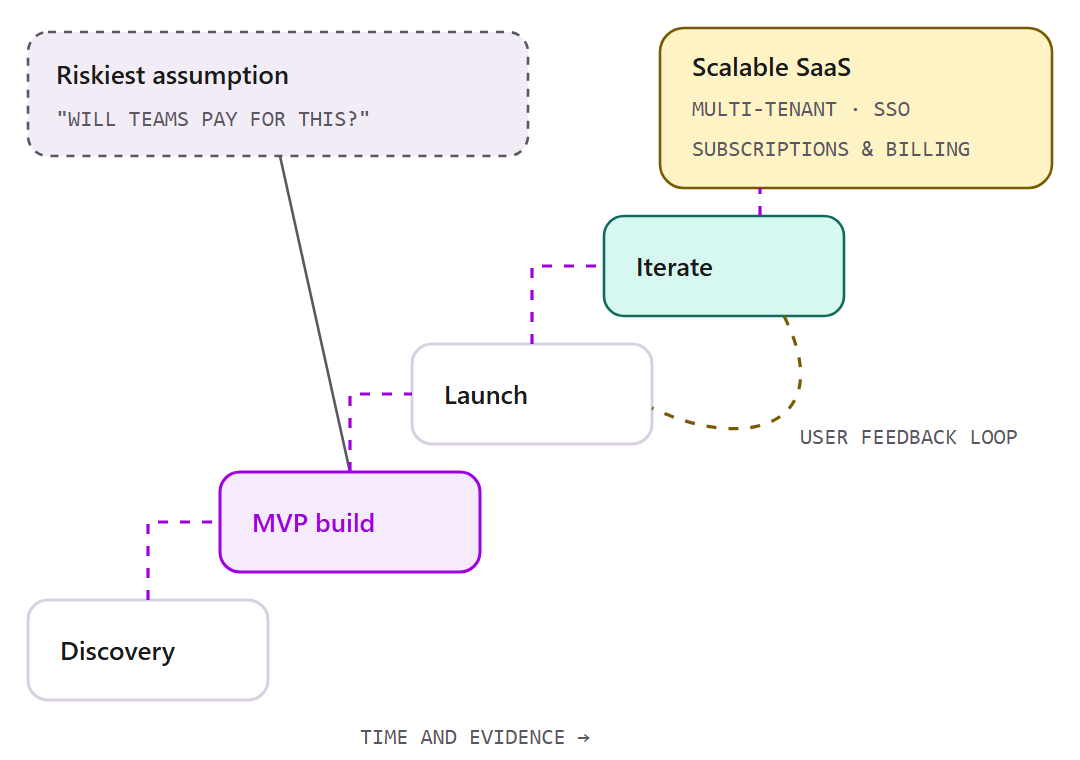 Riskiest assumption
"WILL TEAMS PAY FOR THIS?"
Scalable SaaS
MULTI-TENANT · SSO
SUBSCRIPTIONS & BILLING
Iterate
Launch
USER FEEDBACK LOOP
MVP build
Discovery
TIME AND EVIDENCE →